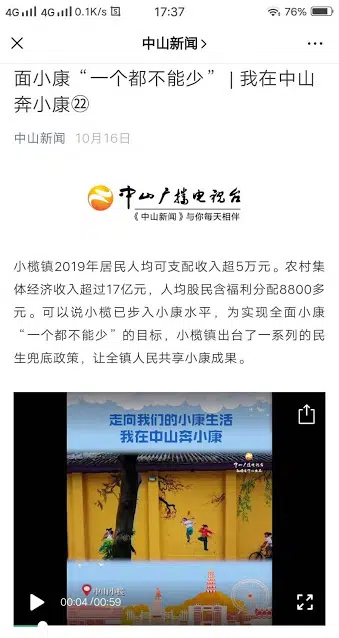 4G 4G 0.1K/s 17:37 76%
中山新闻
面小康“一个都不能少” | 我在中山
奔小康㉒
中山新闻 10月16日
中山广播电视台
《中山新闻》与你每天相伴
小榄镇2019年居民人均可支配收入超5万元。农村集
体经济收入超过17亿元，人均股民含福利分配8800多
元。可以说小榄已步入小康水平，为实现全面小康
“一个都不能少”的目标，小榄镇出台了一系列的民
生兜底政策，让全镇人民共享小康成果。
走向我们的小康生活
我在中山奔小康
中山广播电视台
中山小榄
00:04 / 00:59